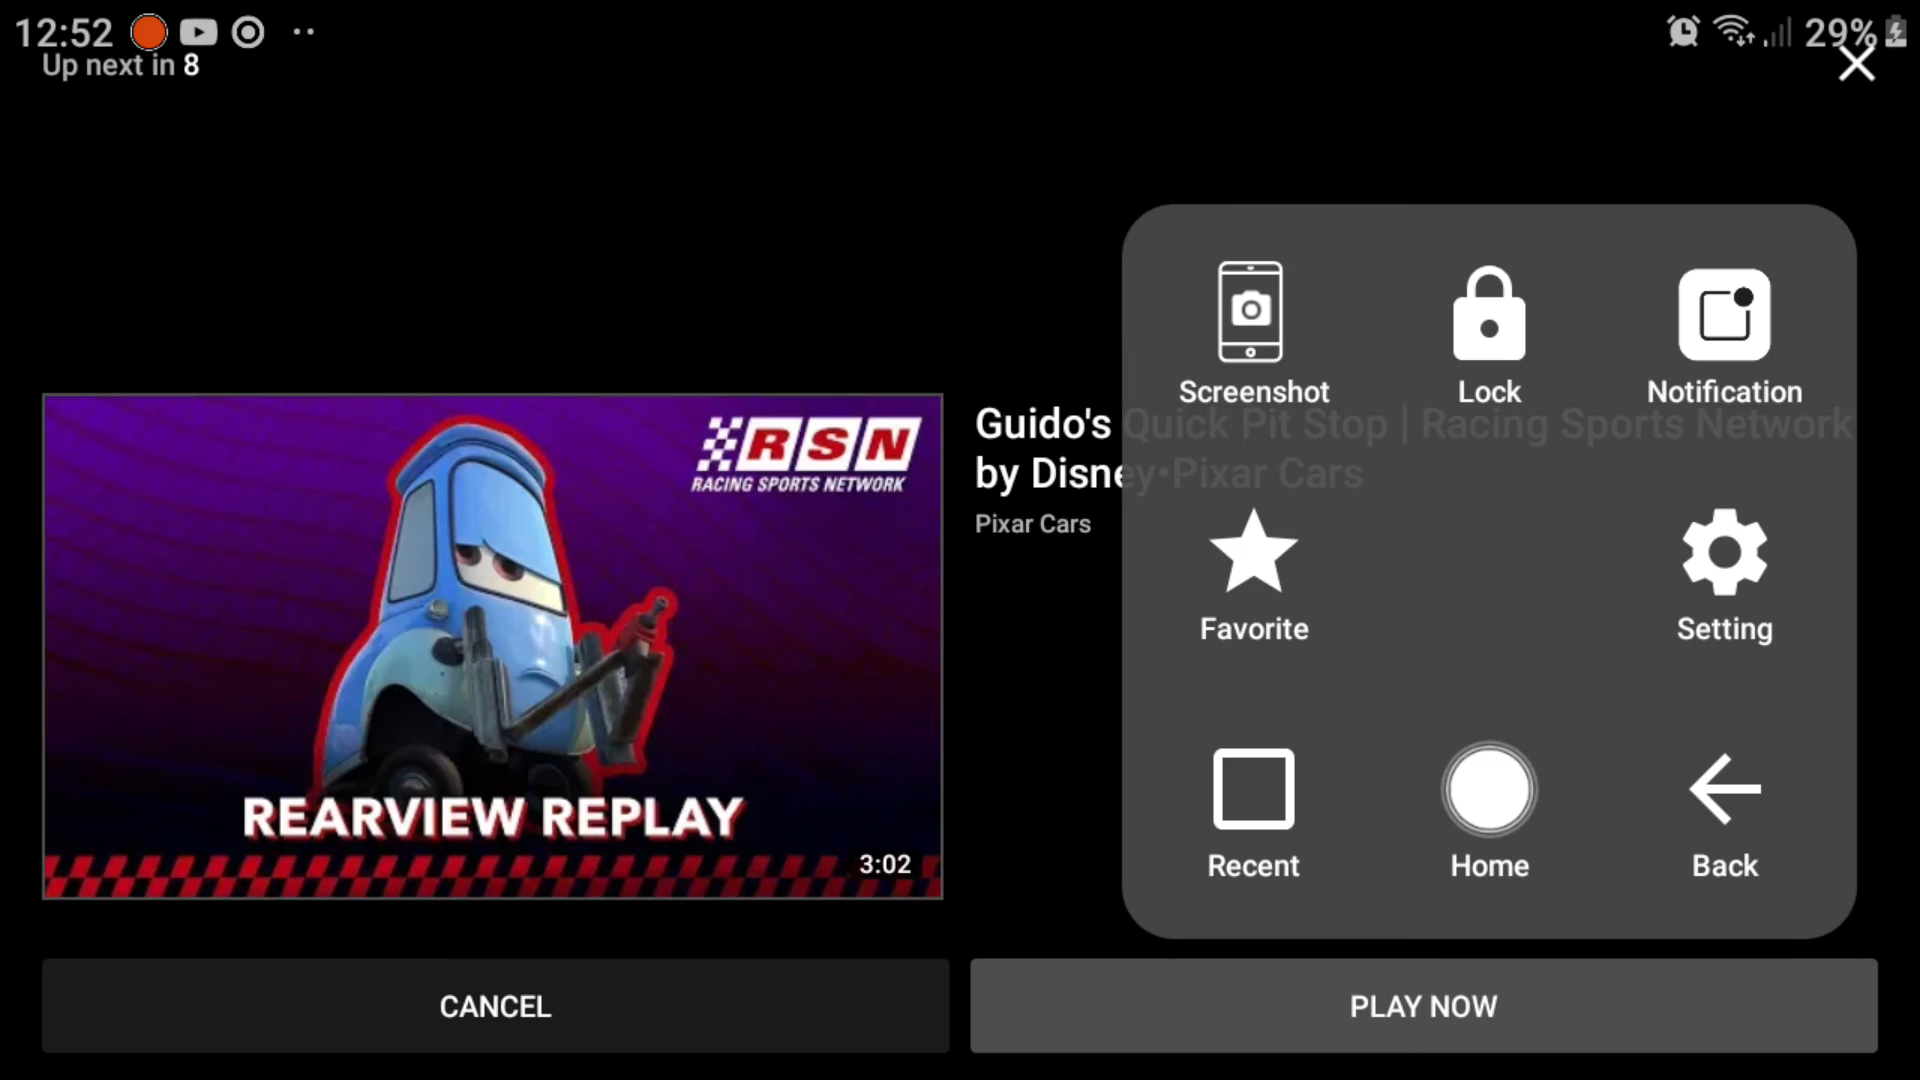 12:52
29%
Up next in 8
Screenshot
Lock
Notification
Guido's Quick Pit Stop | Racing Sports Network
by Disney•Pixar Cars
Pixar Cars
RSN
RACING SPORTS NETWORK
REARVIEW REPLAY
3:02
Favorite
Setting
Recent
Home
Back
CANCEL
PLAY NOW